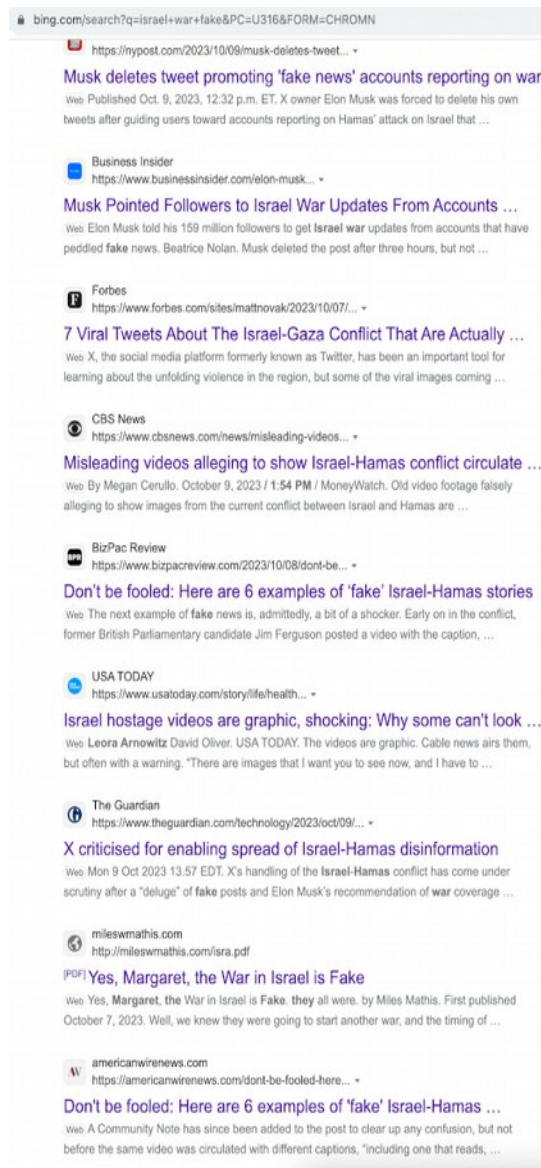 bing.com/search?q=israel+war+fake&PC=U316&FORM=CHROMN
https://nypost.com/2023/10/09/musk-deletes-tweet...
Musk deletes tweet promoting 'fake news' accounts reporting on war
Web Published Oct. 9, 2023, 12:32 p.m. ET. X owner Elon Musk was forced to delete his own
tweets after guiding users toward accounts reporting on Hamas' attack on Israel that ...
Business Insider
https://www.businessinsider.com/elon-musk...
Musk Pointed Followers to Israel War Updates From Accounts ...
Web Elon Musk told his 159 million followers to get Israel war updates from accounts that have
peddled fake news. Beatrice Nolan. Musk deleted the post after three hours, but not ...
F
Forbes
https://www.forbes.com/sites/mattnovak/2023/10/07/...
7 Viral Tweets About The Israel-Gaza Conflict That Are Actually ...
Web X, the social media platform formerly known as Twitter, has been an important tool for
learning about the unfolding violence in the region, but some of the viral images coming ...
CBS News
https://www.cbsnews.com/news/misleading-videos...
Misleading videos alleging to show Israel-Hamas conflict circulate ...
Web By Megan Cerullo. October 9, 2023 / 1:54 PM / MoneyWatch. Old video footage falsely
alleging to show images from the current conflict between Israel and Hamas are ...
BPR
BizPac Review
https://www.bizpacreview.com/2023/10/08/dont-be...
Don't be fooled: Here are 6 examples of 'fake' Israel-Hamas stories
Web The next example of fake news is, admittedly, a bit of a shocker. Early on in the conflict,
former British Parliamentary candidate Jim Ferguson posted a video with the caption, ...
USA TODAY
https://www.usatoday.com/story/life/health...
Israel hostage videos are graphic, shocking: Why some can't look ...
Web Leora Arnowitz David Oliver. USA TODAY. The videos are graphic. Cable news airs them,
but often with a warning. "There are images that I want you to see now, and I have to ...
The Guardian
https://www.theguardian.com/technology/2023/oct/09/...
X criticised for enabling spread of Israel-Hamas disinformation
Web Mon 9 Oct 2023 13.57 EDT. X's handling of the Israel-Hamas conflict has come under
scrutiny after a "deluge" of fake posts and Elon Musk's recommendation of war coverage ...
mileswmathis.com
http://mileswmathis.com/isra.pdf
[PDF] Yes, Margaret, the War in Israel is Fake
Web Yes, Margaret, the War in Israel is Fake. they all were. by Miles Mathis. First published
October 7, 2023. Well, we knew they were going to start another war, and the timing of ...
americanwirenews.com
https://americanwirenews.com/dont-be-fooled-here...
Don't be fooled: Here are 6 examples of 'fake' Israel-Hamas ...
Web A Community Note has since been added to the post to clear up any confusion, but not
before the same video was circulated with different captions, "including one that reads, ...